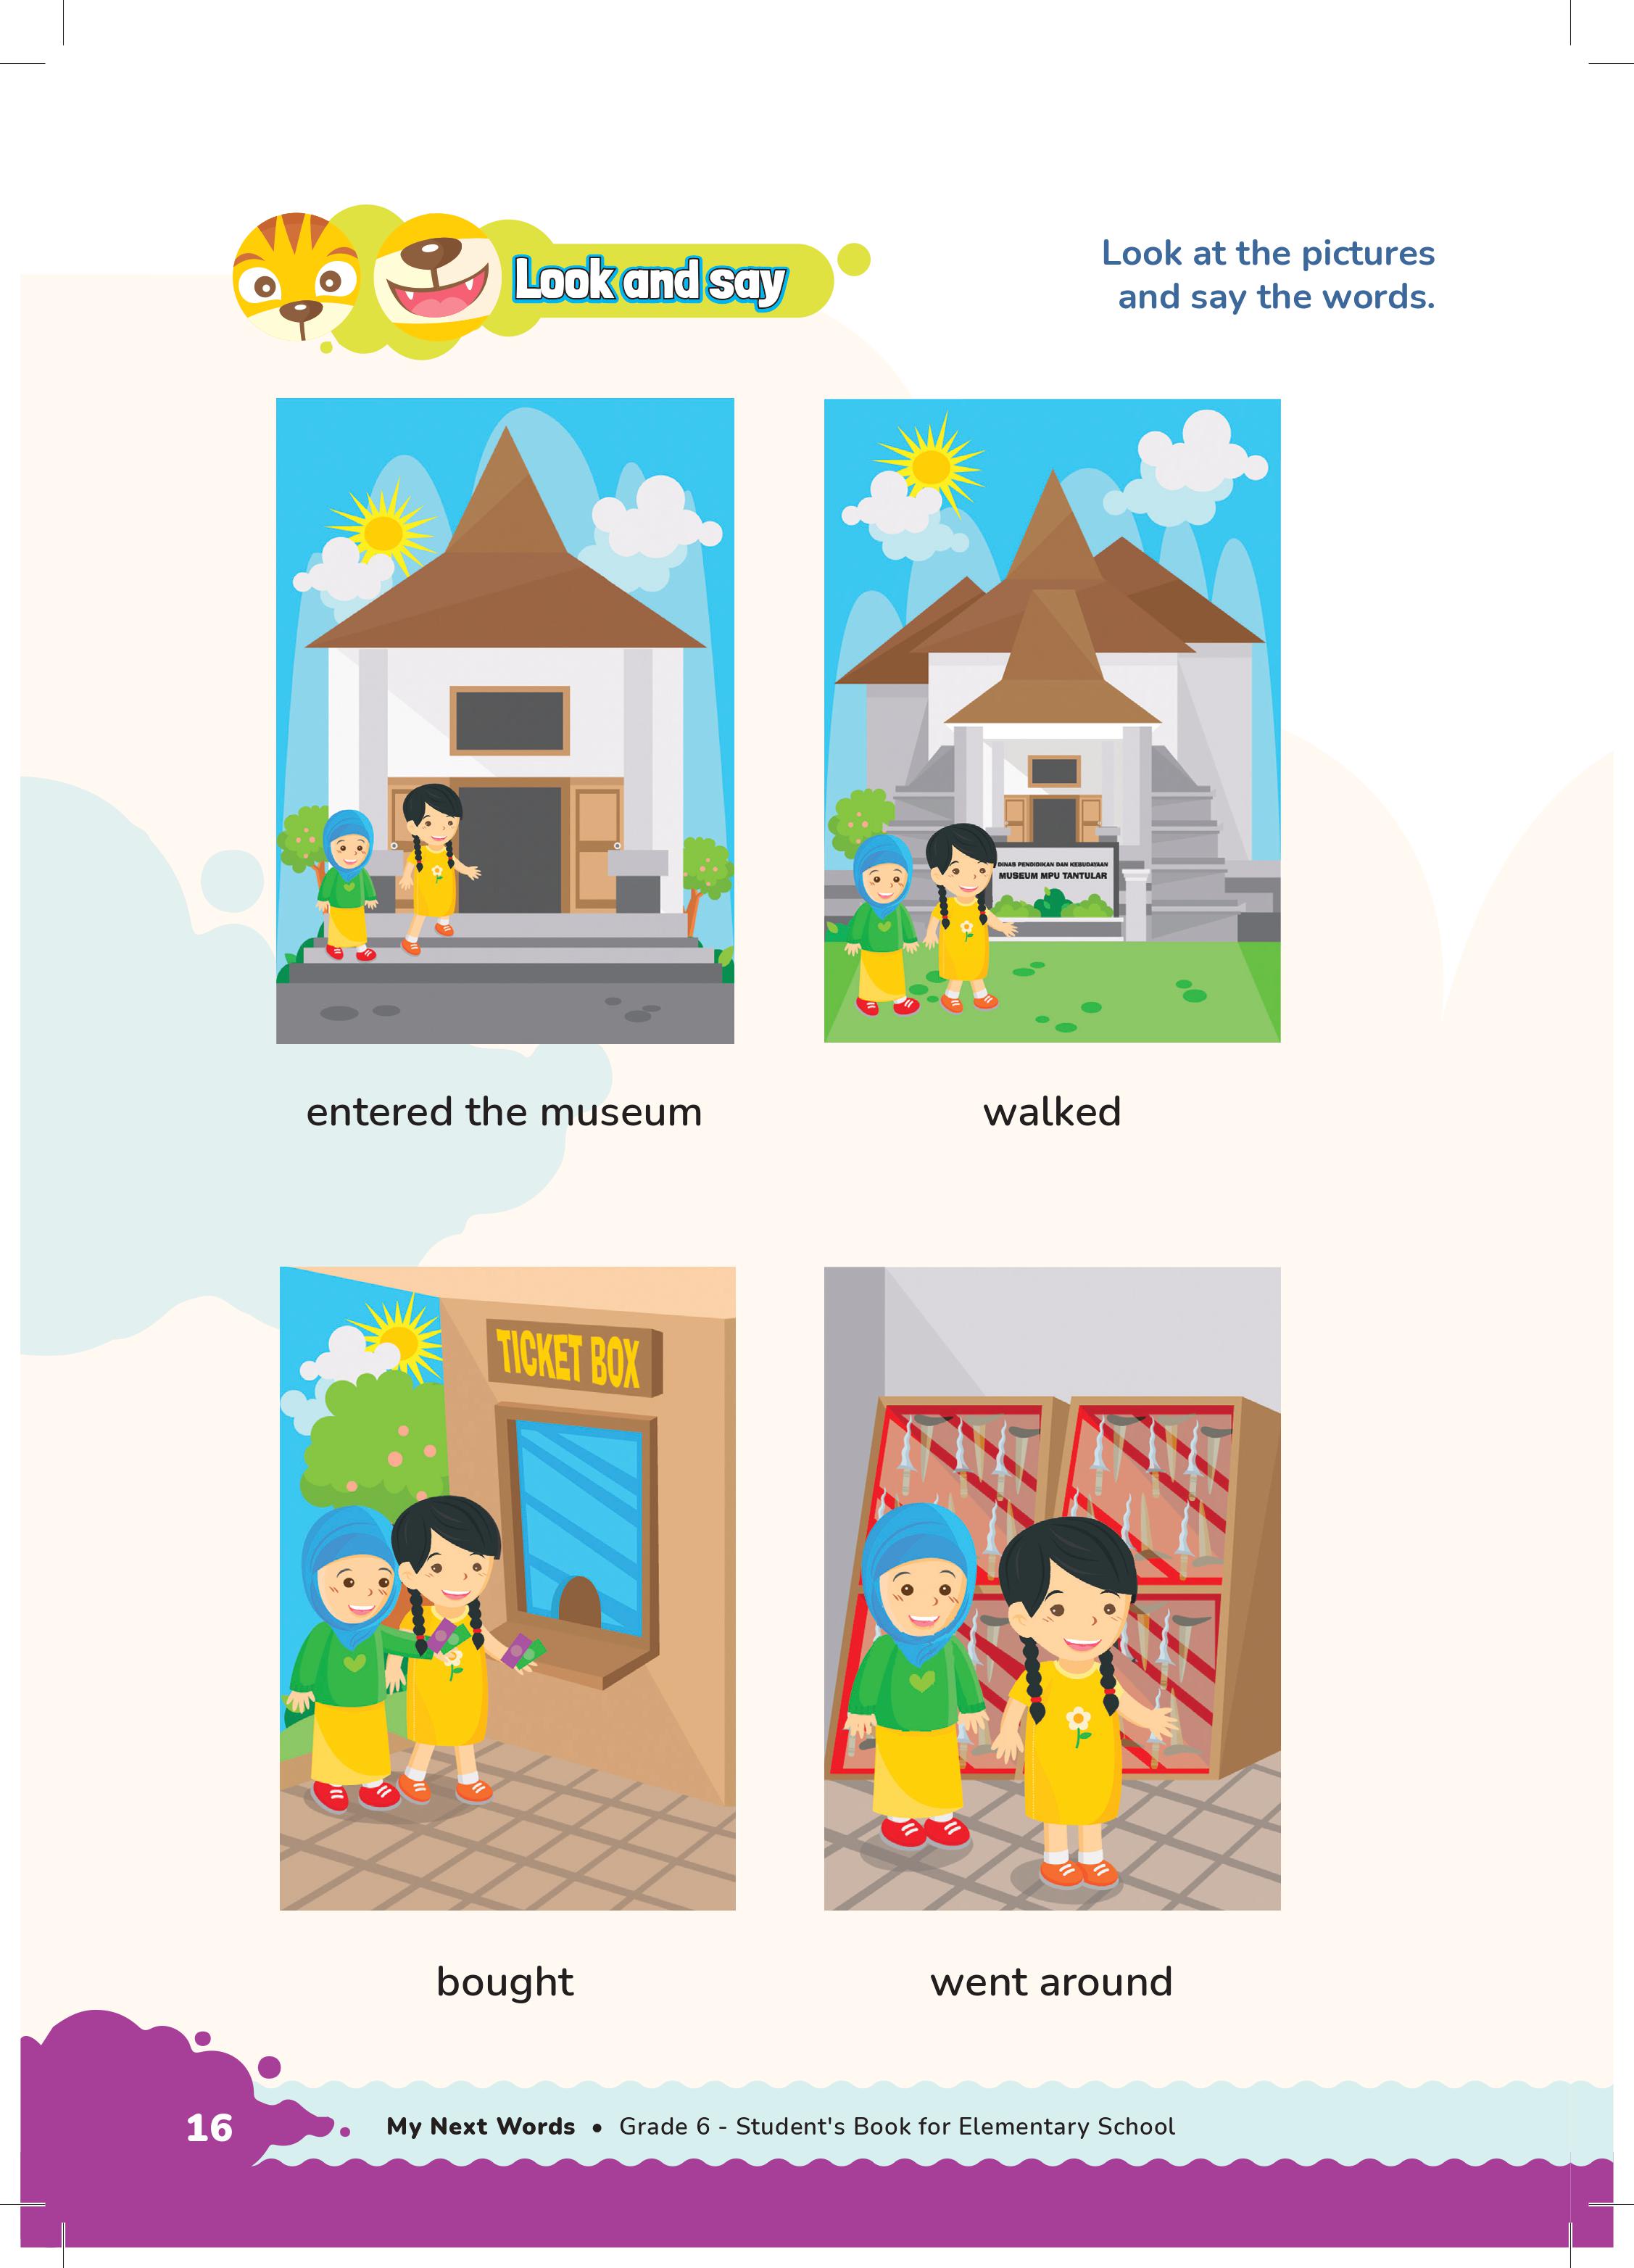 Look and say
Look at the pictures
and say the words.
DINAS PENDIDIKAN DAN KEBUDAYAAN
MUSEUM MPU TANTULAR
entered the museum
walked
TICKET BOX
bought
went around
16
My Next Words • Grade 6 - Student's Book for Elementary School